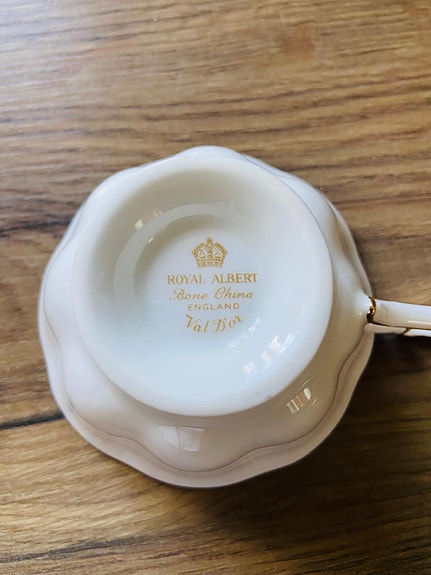 ROYAL ALBERT
Bone China
ENGLAND
Val D'or